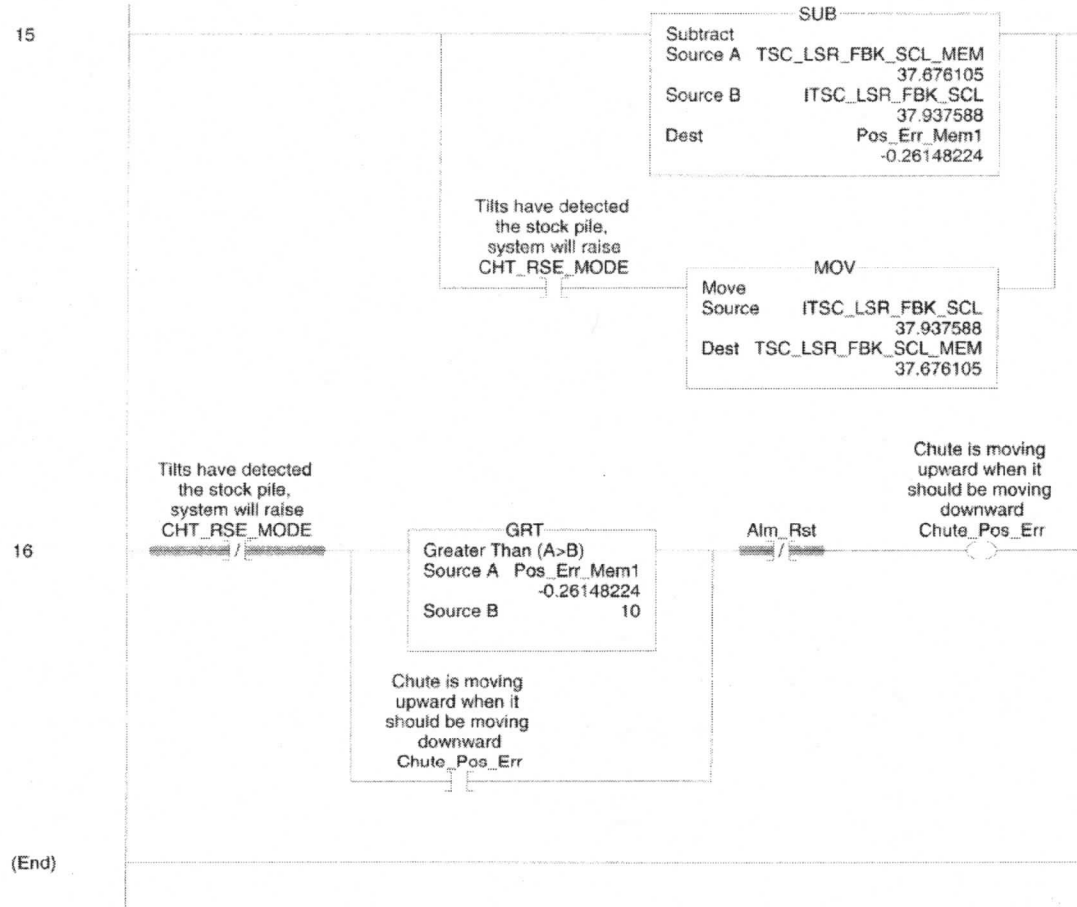 15
SUB
Subtract
Source A TSC_LSR_FBK_SCL_MEM
37.676105
Source B ITSC_LSR_FBK_SCL
37.937588
Dest Pos_Err_Mem1
-0.26148224
Tilts have detected
the stock pile,
system will raise
CHT_RSE_MODE
MOV
Move
Source ITSC_LSR_FBK_SCL
37.937588
Dest TSC_LSR_FBK_SCL_MEM
37.676105
16
Tilts have detected
the stock pile,
system will raise
CHT_RSE_MODE
GRT
Greater Than (A>B)
Source A Pos_Err_Mem1
-0.26148224
Source B 10
Alm_Rst
Chute is moving
upward when it
should be moving
downward
Chute_Pos_Err
Chute is moving
upward when it
should be moving
downward
Chute_Pos_Err
(End)